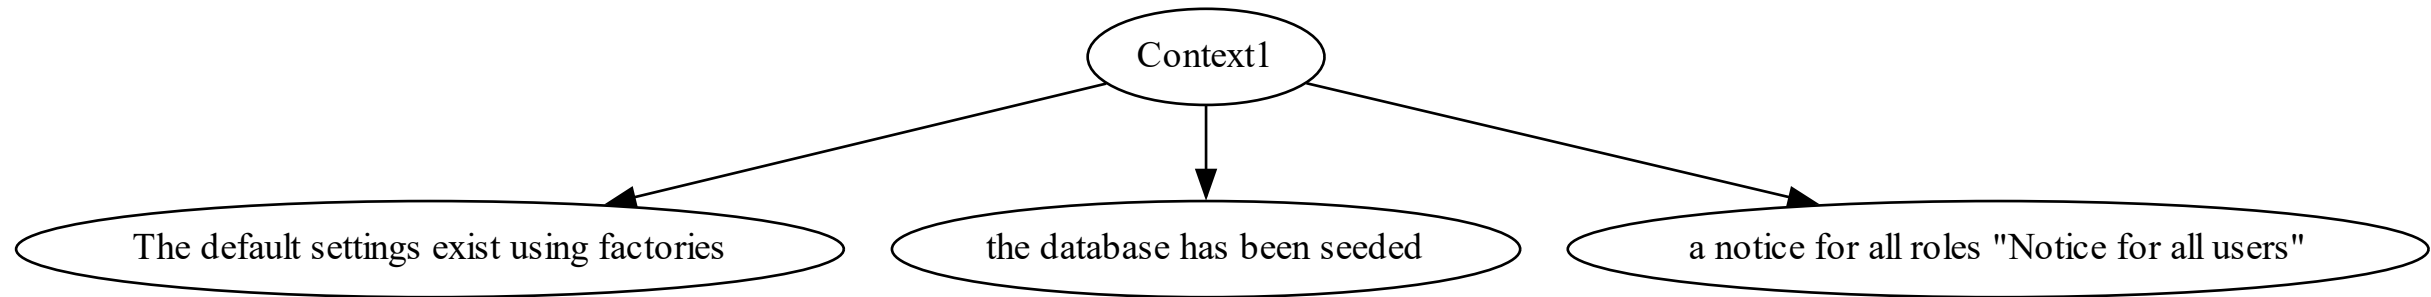 Context1
The default settings exist using factories
the database has been seeded
a notice for all roles "Notice for all users"